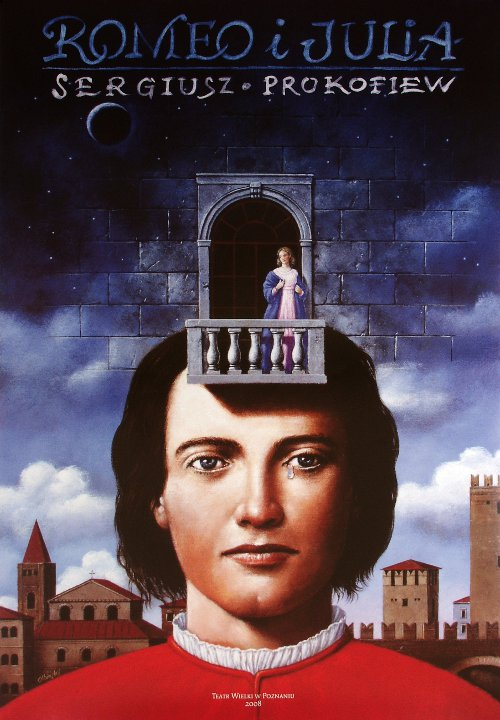 ROMEO i JULIA
SERGIUSZ • PROKOFIEW
TEATR WIELKI W POZNANIU
2008